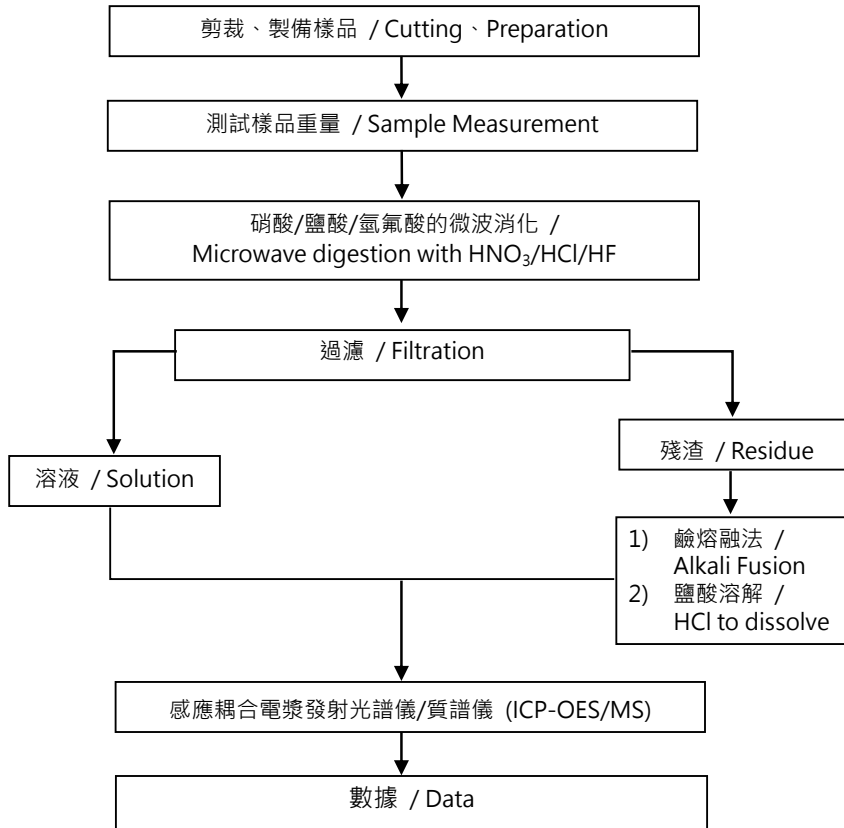 剪裁、製備樣品 / Cutting、Preparation
測試樣品重量 / Sample Measurement
硝酸/鹽酸/氫氟酸的微波消化 /
Microwave digestion with HNO₃/HCl/HF
過濾 / Filtration
溶液 / Solution
殘渣 / Residue
1) 鹼熔融法 /
Alkali Fusion
2) 鹽酸溶解 /
HCl to dissolve
感應耦合電漿發射光譜儀/質譜儀 (ICP-OES/MS)
數據 / Data